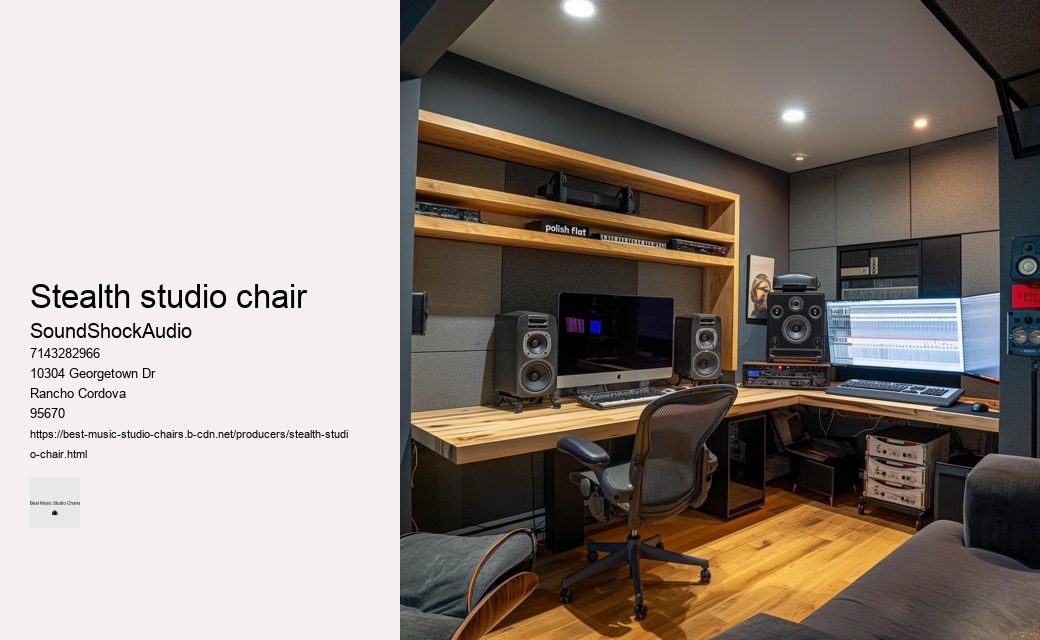 Stealth studio chair
SoundShockAudio
7143282966
10304 Georgetown Dr
Rancho Cordova
95670
https://best-music-studio-chairs.b-cdn.net/producers/stealth-studi
o-chair.html
Best Music Studio Chairs
polish flat